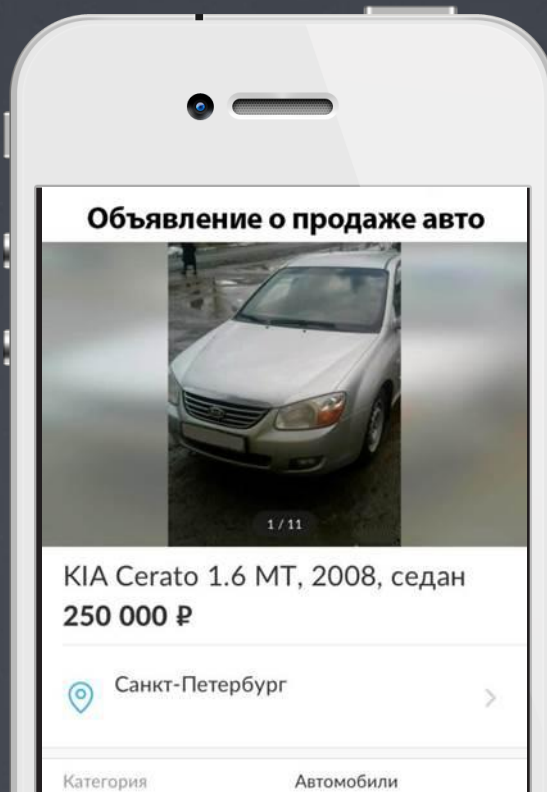 Объявление о продаже авто
1 / 11
KIA Cerato 1.6 MT, 2008, седан
250 000 ₽
Санкт-Петербург
Категория Автомобили